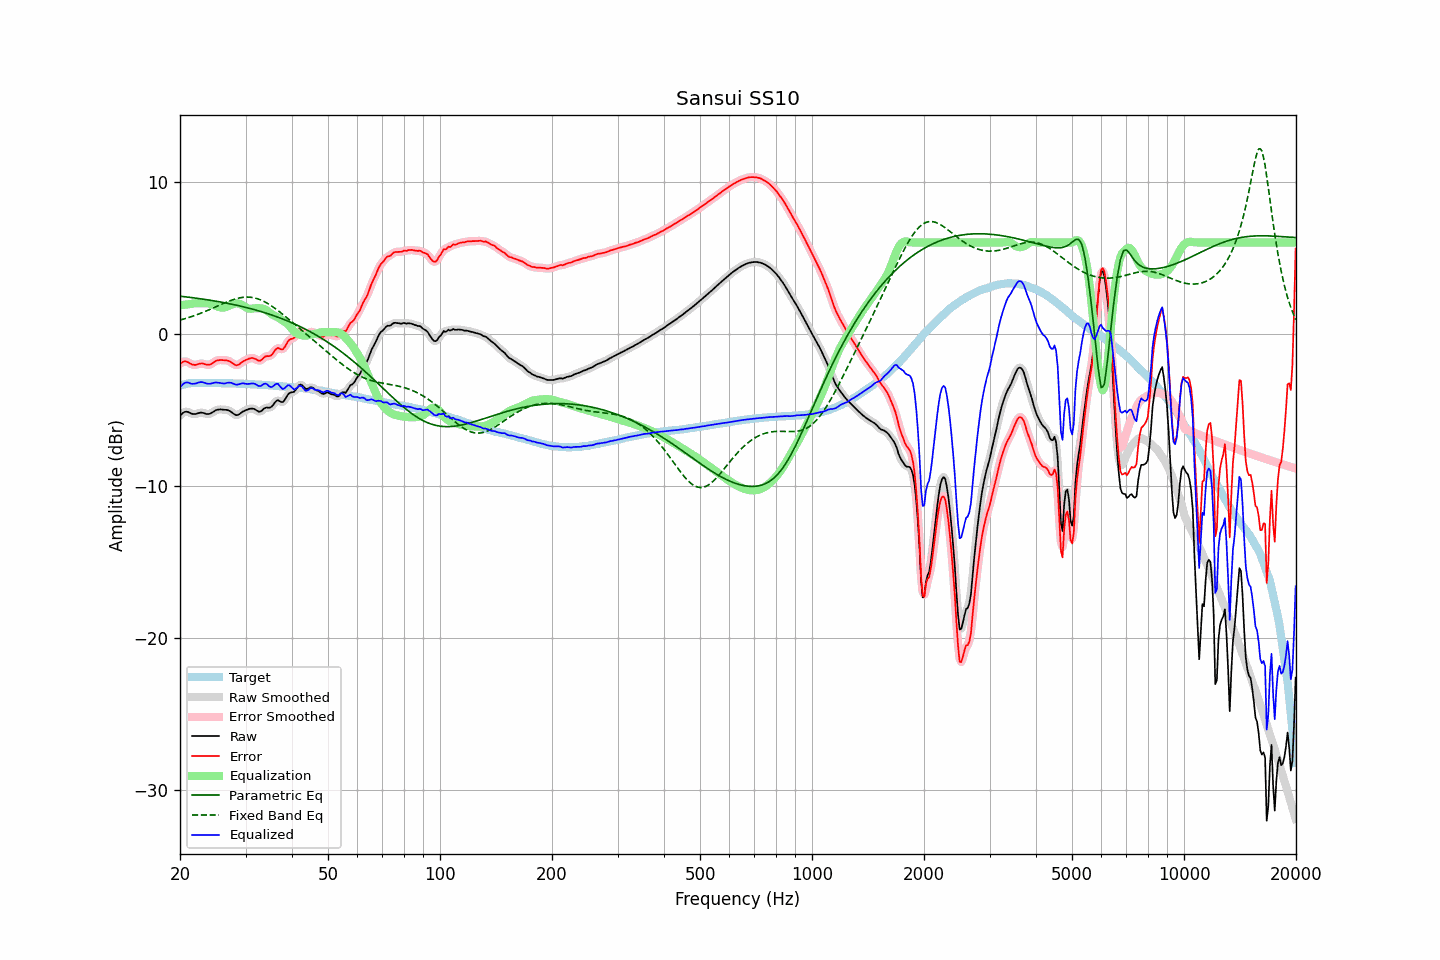 Sansui SS10
Amplitude (dBr)
10
0
−10
−20
−30
Target
Raw Smoothed
Error Smoothed
Raw
Error
Equalization
Parametric Eq
Fixed Band Eq
Equalized
20 50 100 200 500 1000 2000 5000 10000 20000
Frequency (Hz)